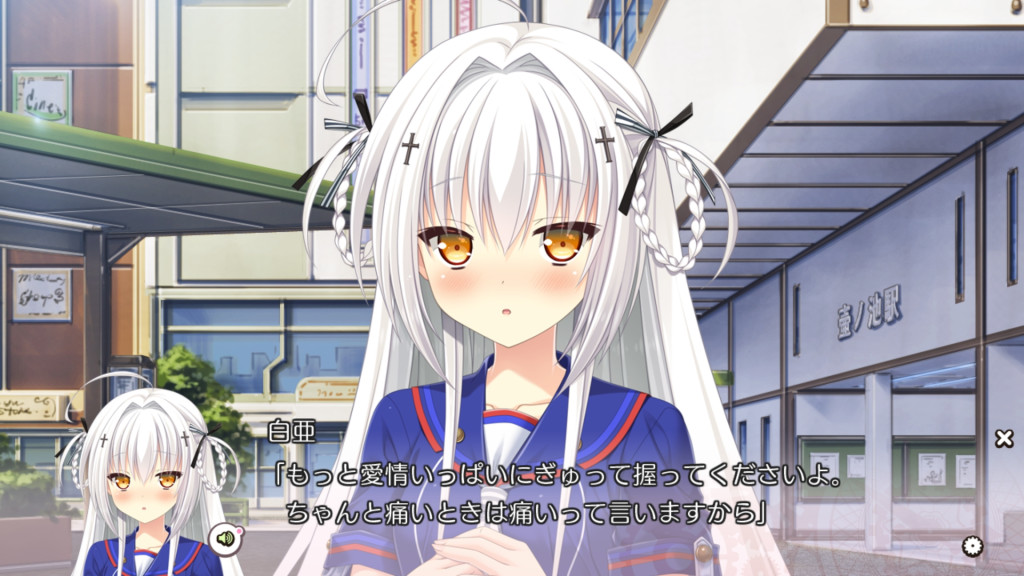 壷ノ池駅
白亜
「もっと愛情いっぱいにぎゅって握ってくださいよ。
ちゃんと痛いときは痛いって言いますから」